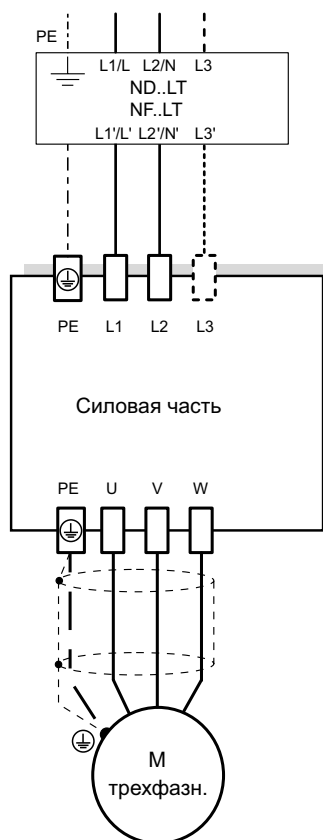 PE
L1/L L2/N L3
ND..LT
NF..LT
L1'/L' L2'/N' L3'
PE L1 L2 L3
Силовая часть
PE U V W
M
трехфазн.